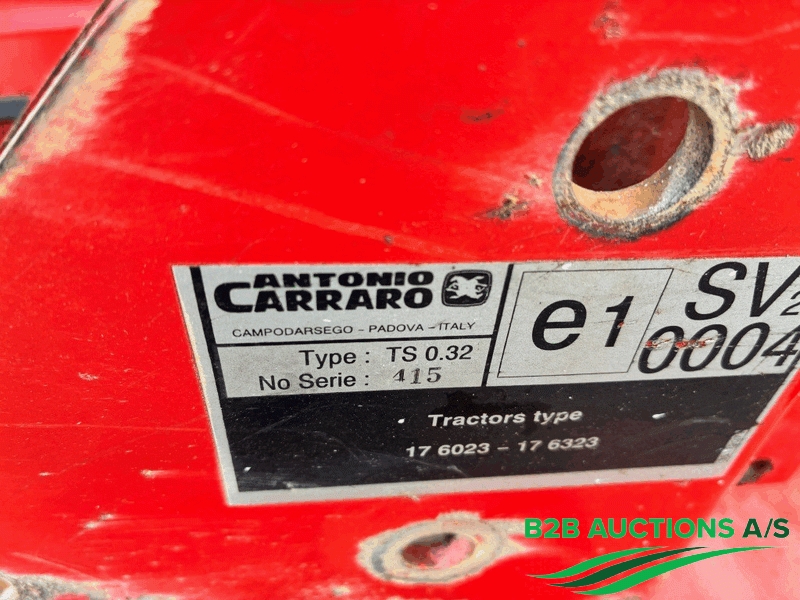 ANTONIO
CARRARO
CAMPODARSEGO - PADOVA - ITALY
Type : TS 0.32
No Serie : 415
e1
SV2
0004
Tractors type
17 6023 - 17 6323
B2B AUCTIONS A/S